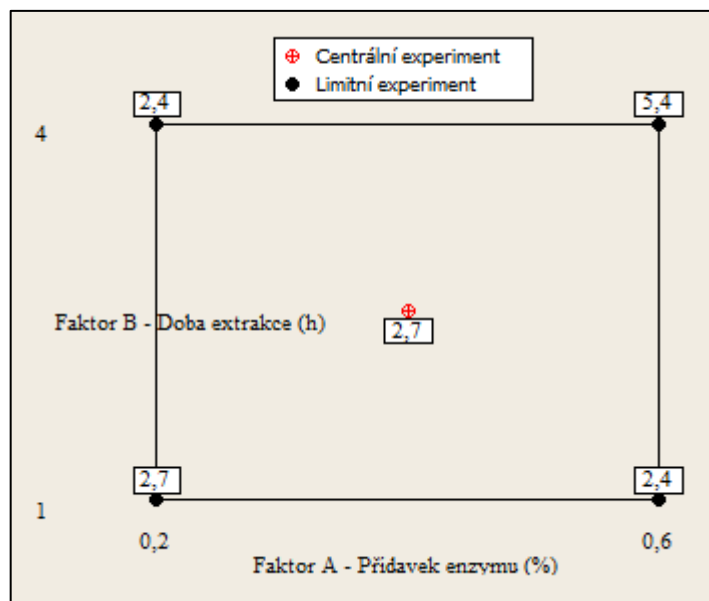 Centrální experiment
Limitní experiment
2,4
5,4
4
Faktor B - Doba extrakce (h)
2,7
2,7
2,4
1
0,2
0,6
Faktor A - Přídavek enzymu (%)